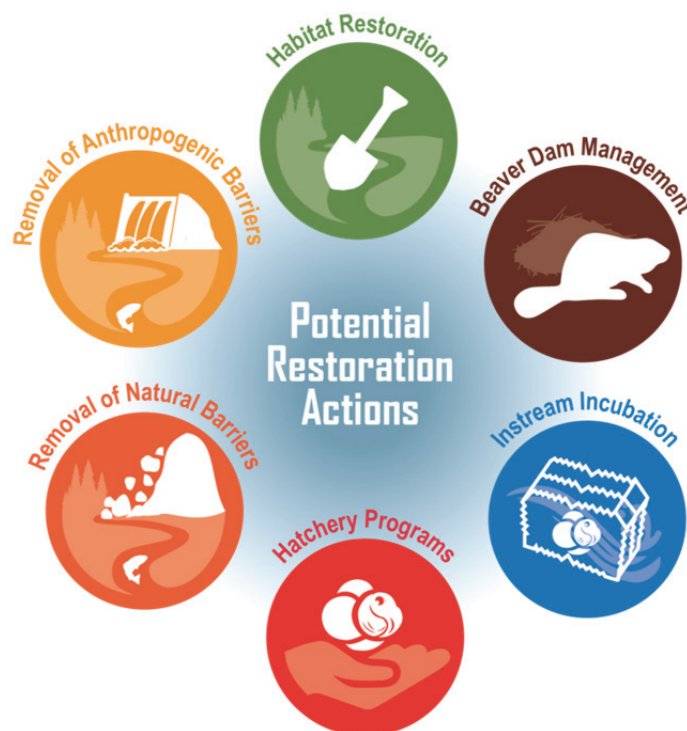 Habitat Restoration
Removal of Anthropogenic Barriers
Beaver Dam Management
Potential
Restoration
Actions
Removal of Natural Barriers
Instream Incubation
Hatchery Programs